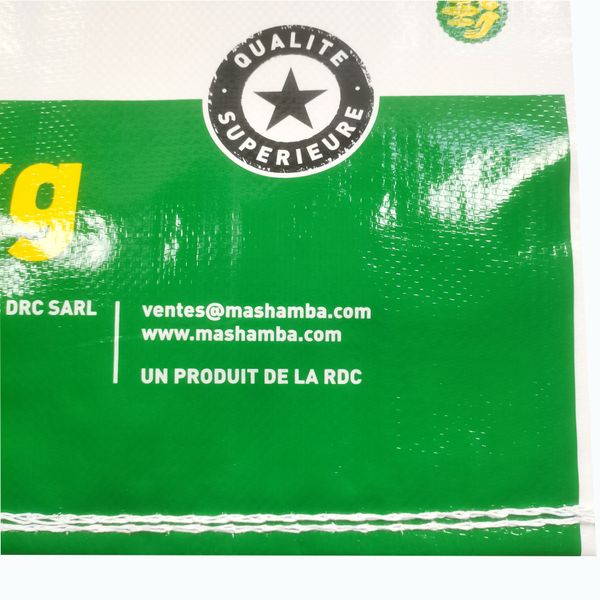 QUALITE
SUPERIEURE
kg
DRC SARL
ventes@mashamba.com
www.mashamba.com
UN PRODUIT DE LA RDC